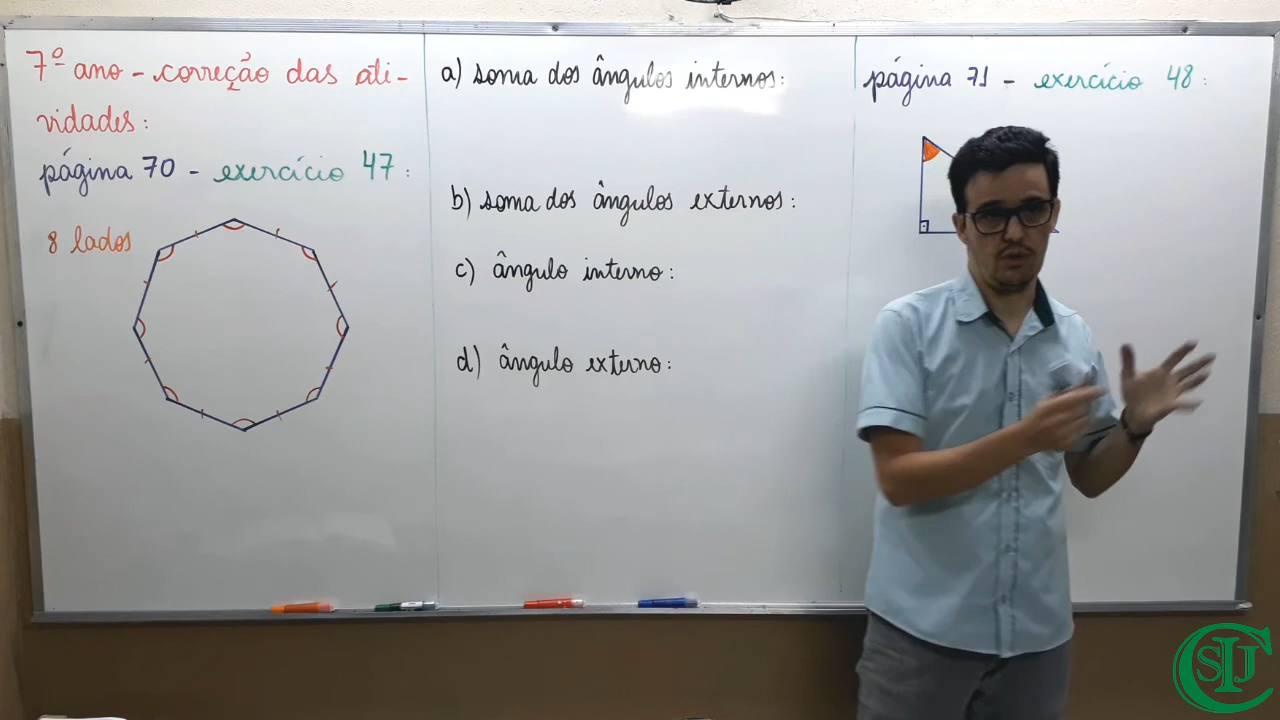 7º ano - correção das ati-
vidades:
página 70 - exercício 47:
8 lados
a) soma dos ângulos internos:
b) soma dos ângulos externos:
c) ângulo interno:
d) ângulo externo:
página 71 - exercício 48:
CSIJ